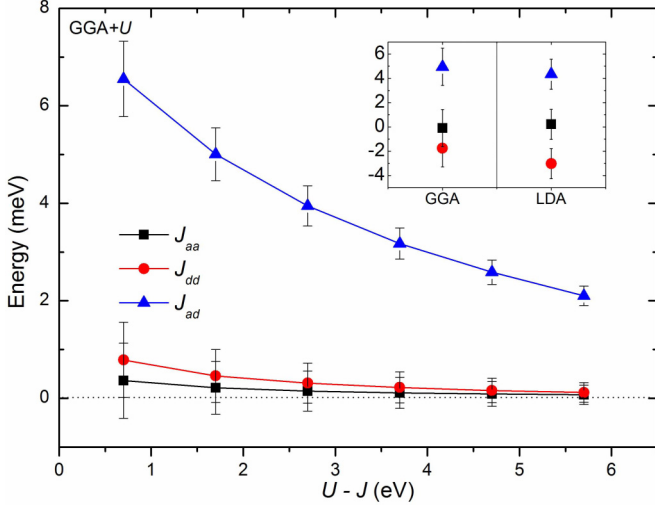 GGA+U
8
6
4
2
0
Energy (meV)
6
4
2
0
-2
-4
GGA LDA
J_aa
J_dd
J_ad
0 1 2 3 4 5 6
U - J (eV)